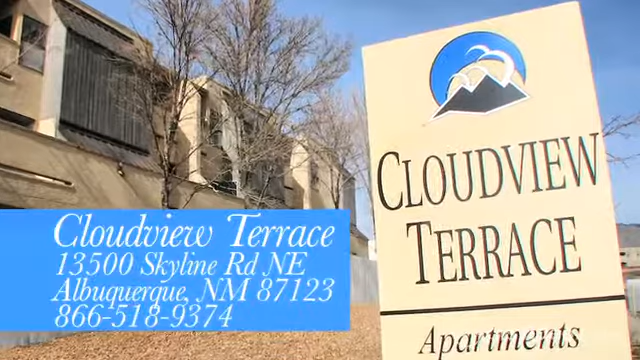 Cloudview Terrace
13500 Skyline Rd NE
Albuquerque, NM 87123
866-518-9374
CLOUDVIEW
TERRACE
Apartments